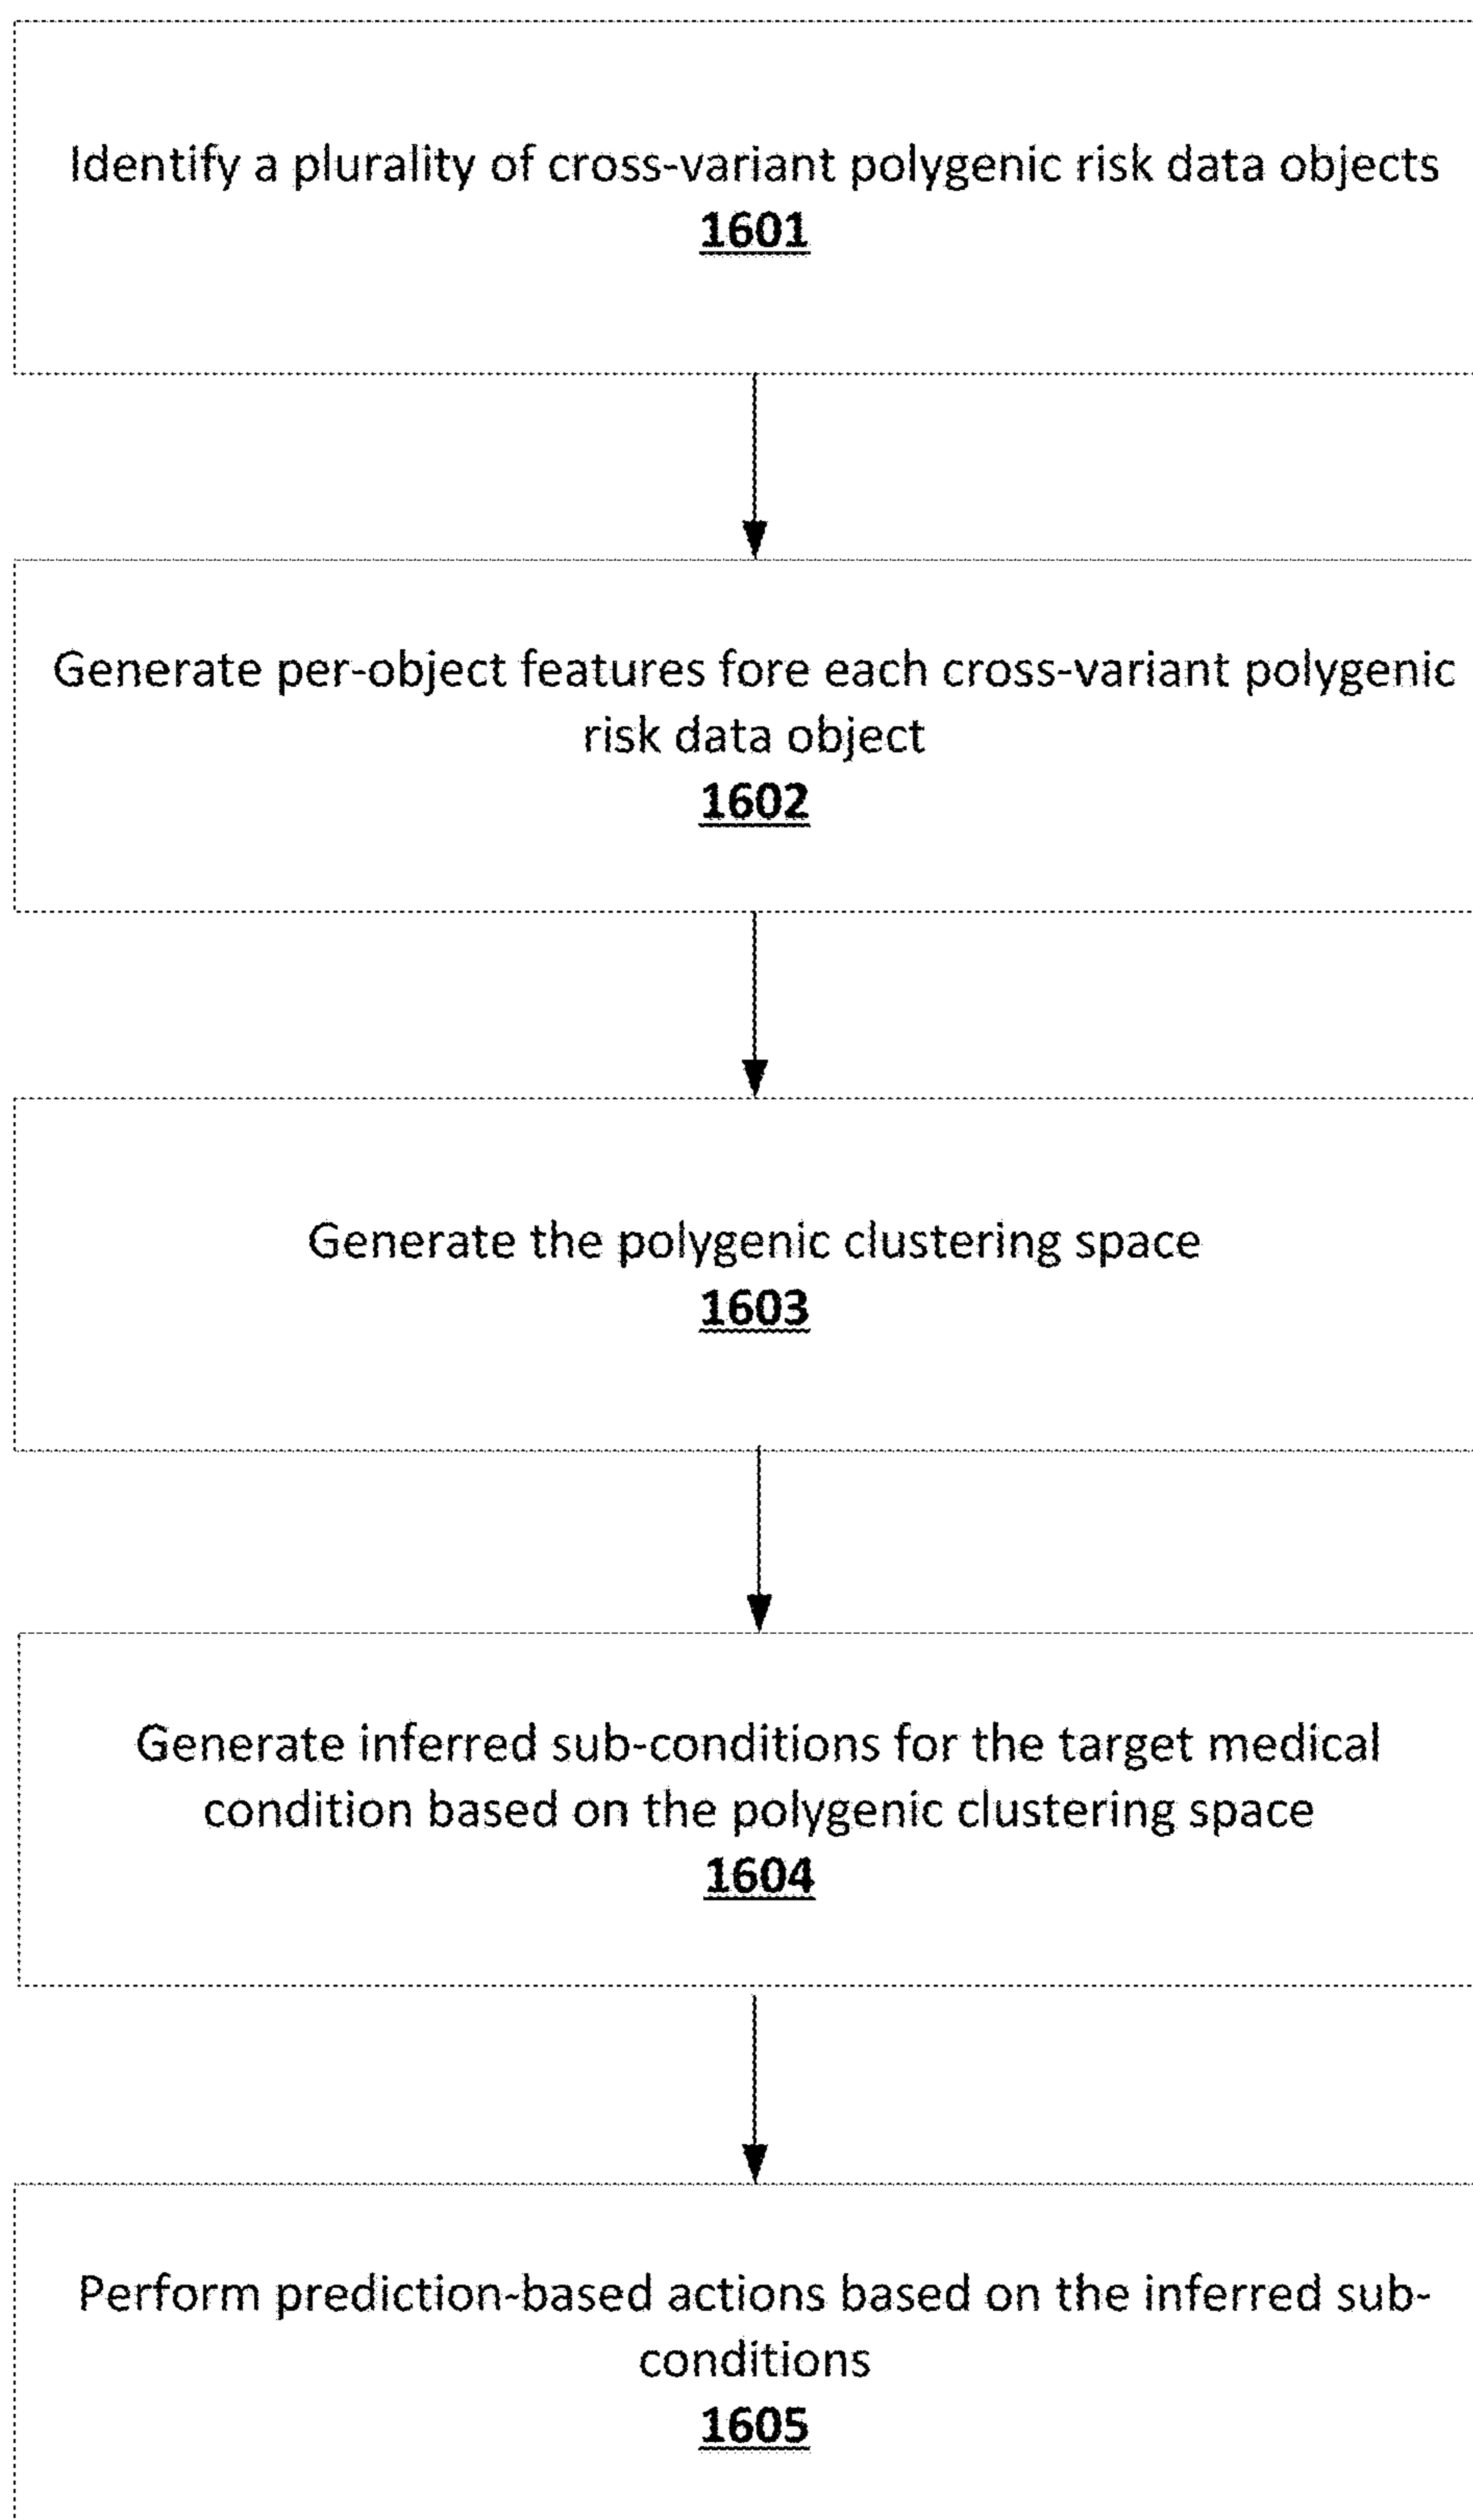 Identify a plurality of cross-variant polygenic risk data objects
1601
Generate per-object features fore each cross-variant polygenic
risk data object
1602
Generate the polygenic clustering space
1603
Generate inferred sub-conditions for the target medical
condition based on the polygenic clustering space
1604
Perform prediction-based actions based on the inferred sub-
conditions
1605